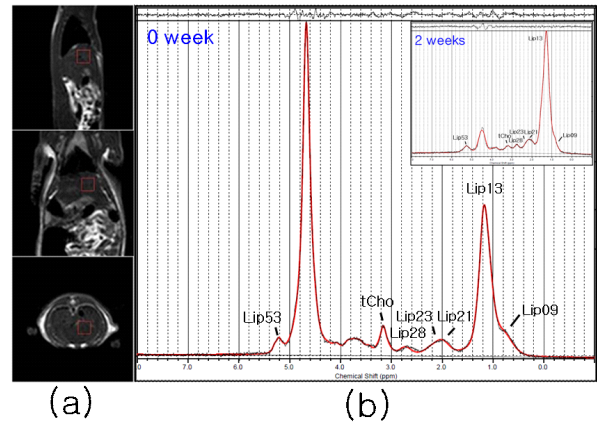 0 week
2 weeks
Lip13
Lip53
tCho
Lip23
Lip28
Lip21
Lip09
Lip13
Lip53
tCho
Lip23
Lip28
Lip21
Lip09
8.0 7.0 6.0 5.0 4.0 3.0 2.0 1.0 0.0
Chemical Shift (ppm)
(a)
(b)